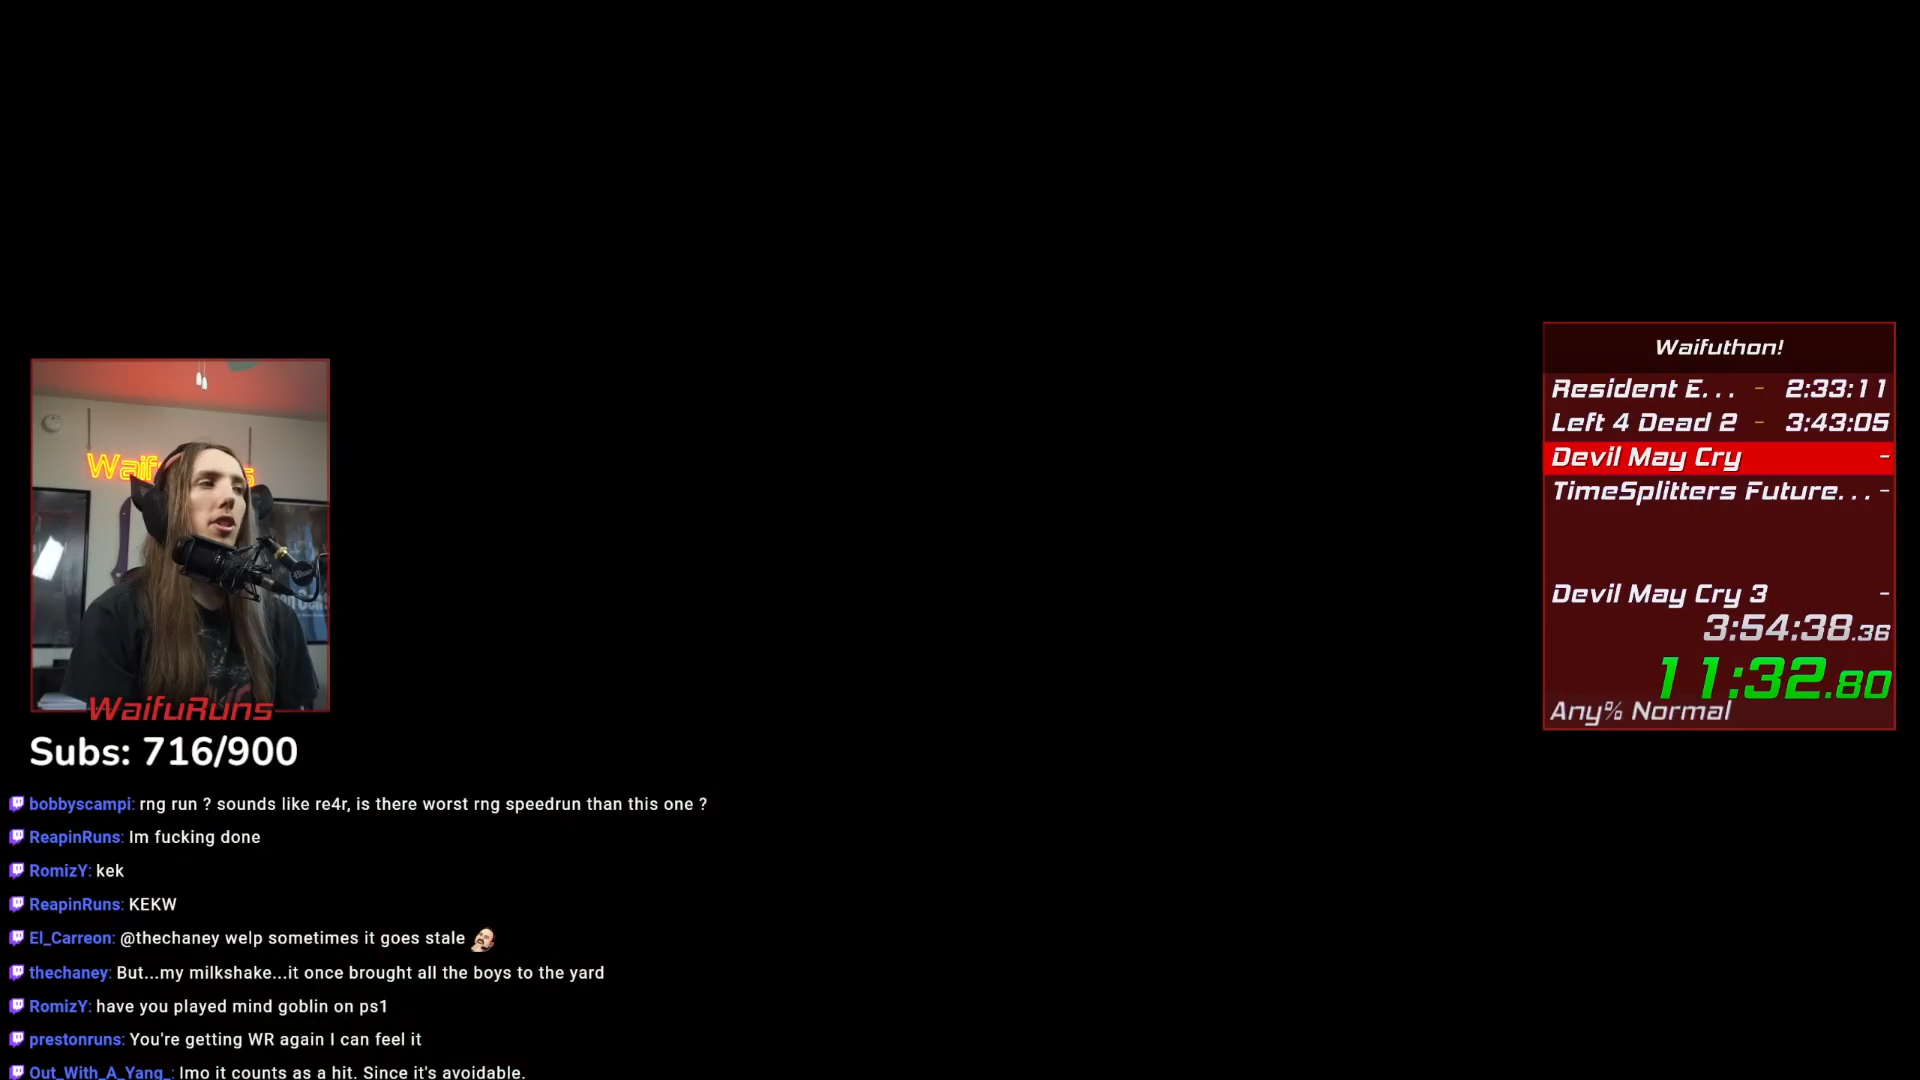 Waifuthon!
Resident E... - 2:33:11
Left 4 Dead 2 - 3:43:05
Devil May Cry -
TimeSplitters Future... -
Devil May Cry 3 -
3:54:38.36
11:32.80
Any% Normal
Waif
WaifuRuns
Subs: 716/900
bobbyscampi: rng run ? sounds like re4r, is there worst rng speedrun than this one ?
ReapinRuns: Im fucking done
RomizY: kek
ReapinRuns: KEKW
El_Carreon: @thechaney welp sometimes it goes stale
thechaney: But...my milkshake...it once brought all the boys to the yard
RomizY: have you played mind goblin on ps1
prestonruns: You're getting WR again I can feel it
Out_With_A_Yang_: Imo it counts as a hit. Since it's avoidable.